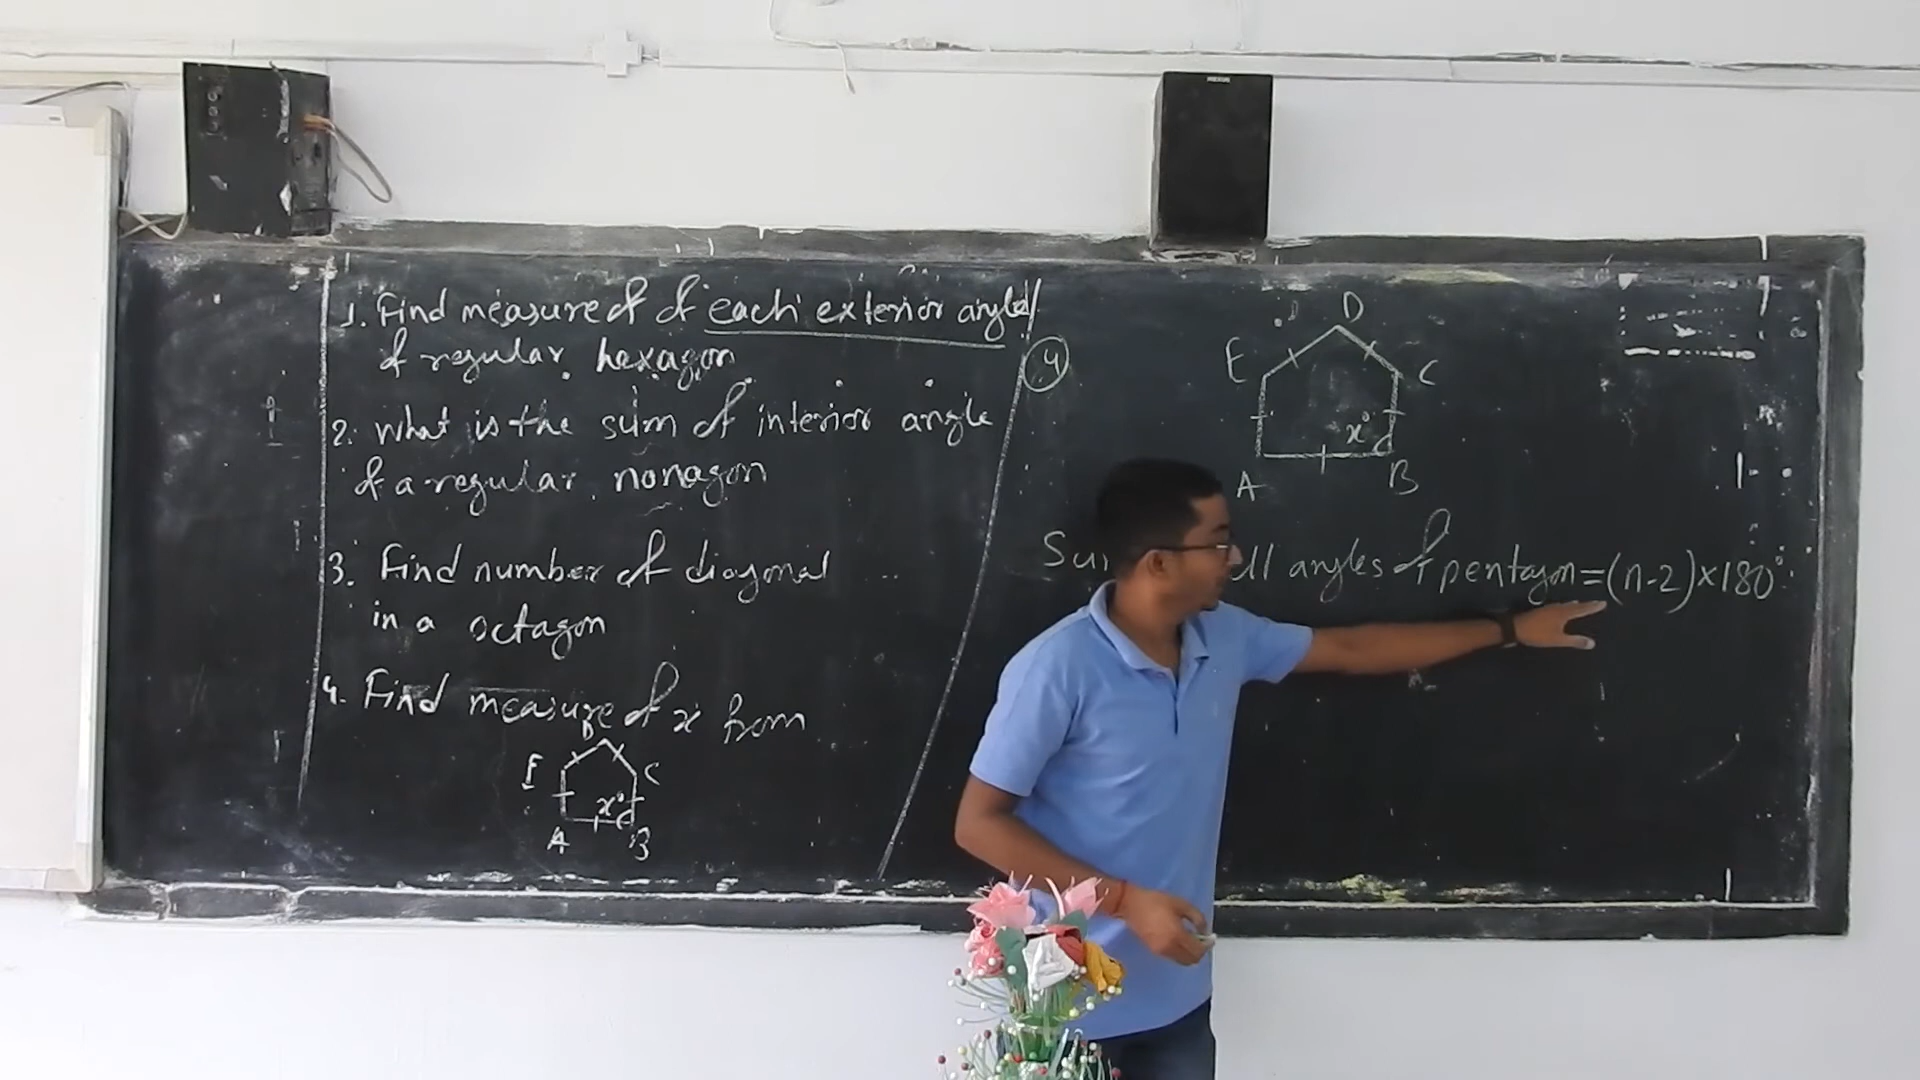 1. Find measure of of each exterior angle
of regular hexagon
2. What is the sum of interior angle
of a regular nonagon
3. Find number of diagonal
in a octagon
4. Find measure of x from
D
E
C
x°
A
B
4
D
E
C
x°
A
B
all angles of pentagon = (n-2)×180°